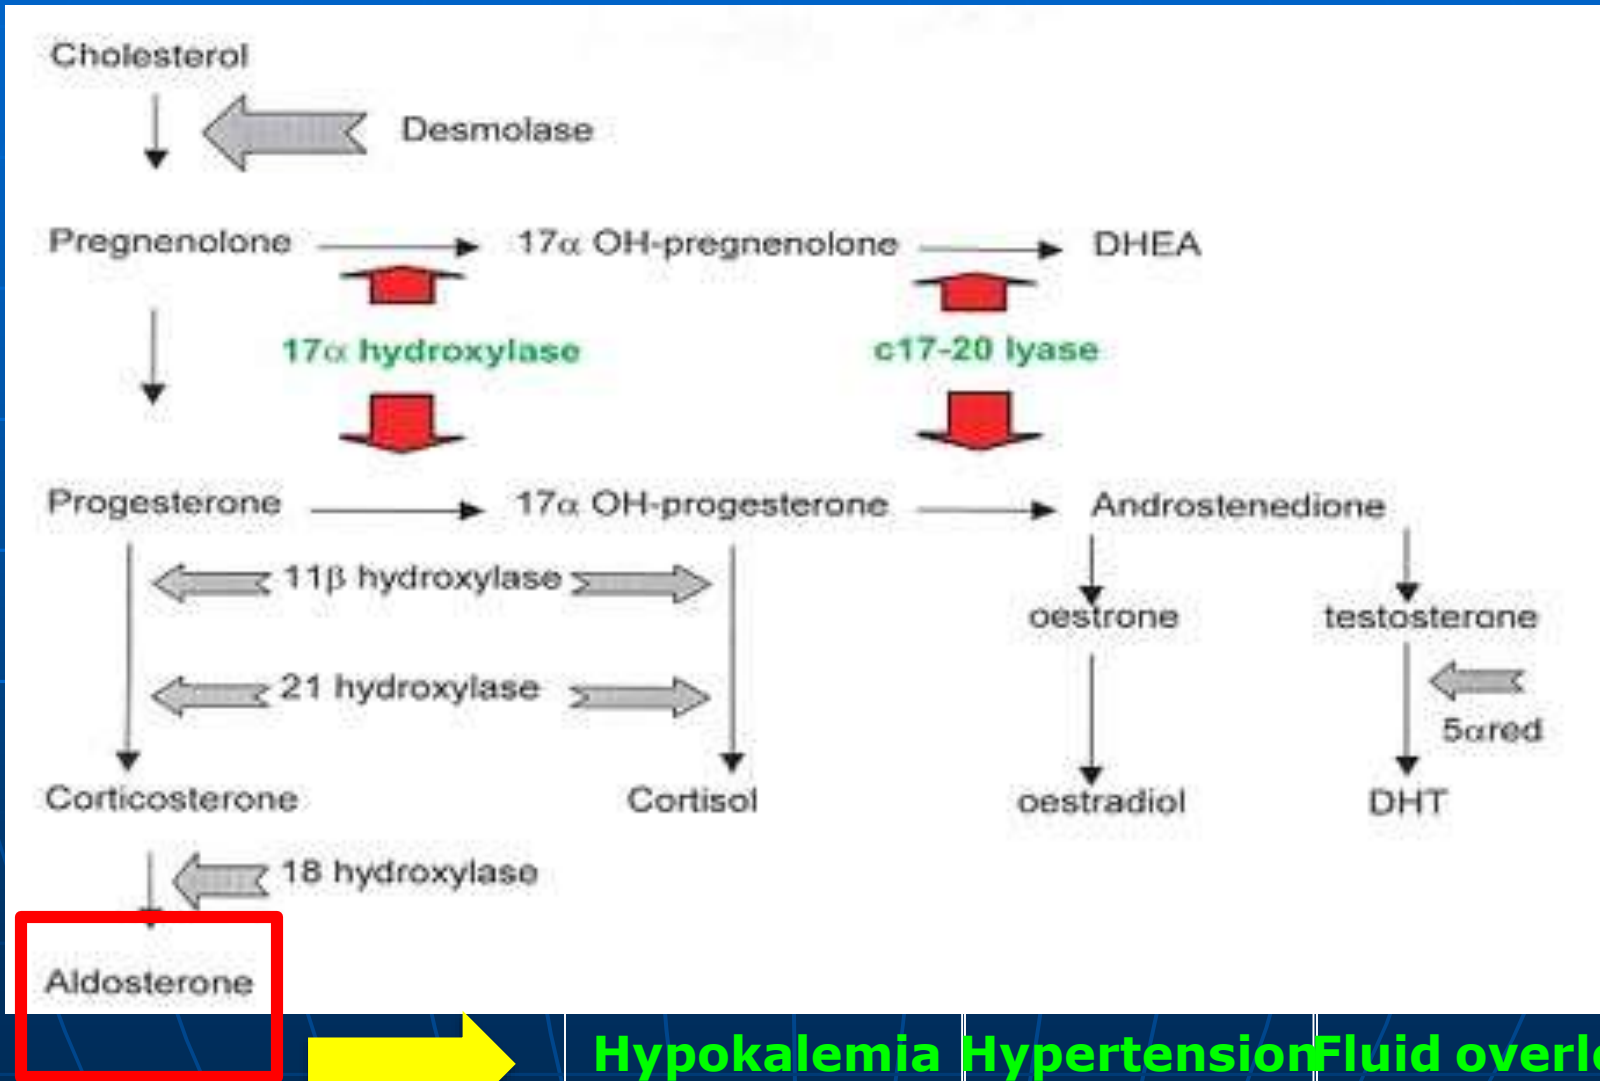 Cholesterol
Desmolase
Pregnenolone 17α OH-pregnenolone DHEA
17α hydroxylase c17-20 lyase
Progesterone 17α OH-progesterone Androstenedione
11β hydroxylase
oestrone testosterone
21 hydroxylase
5αred
Corticosterone Cortisol oestradiol DHT
18 hydroxylase
Aldosterone
Hypokalemia Hypertension Fluid